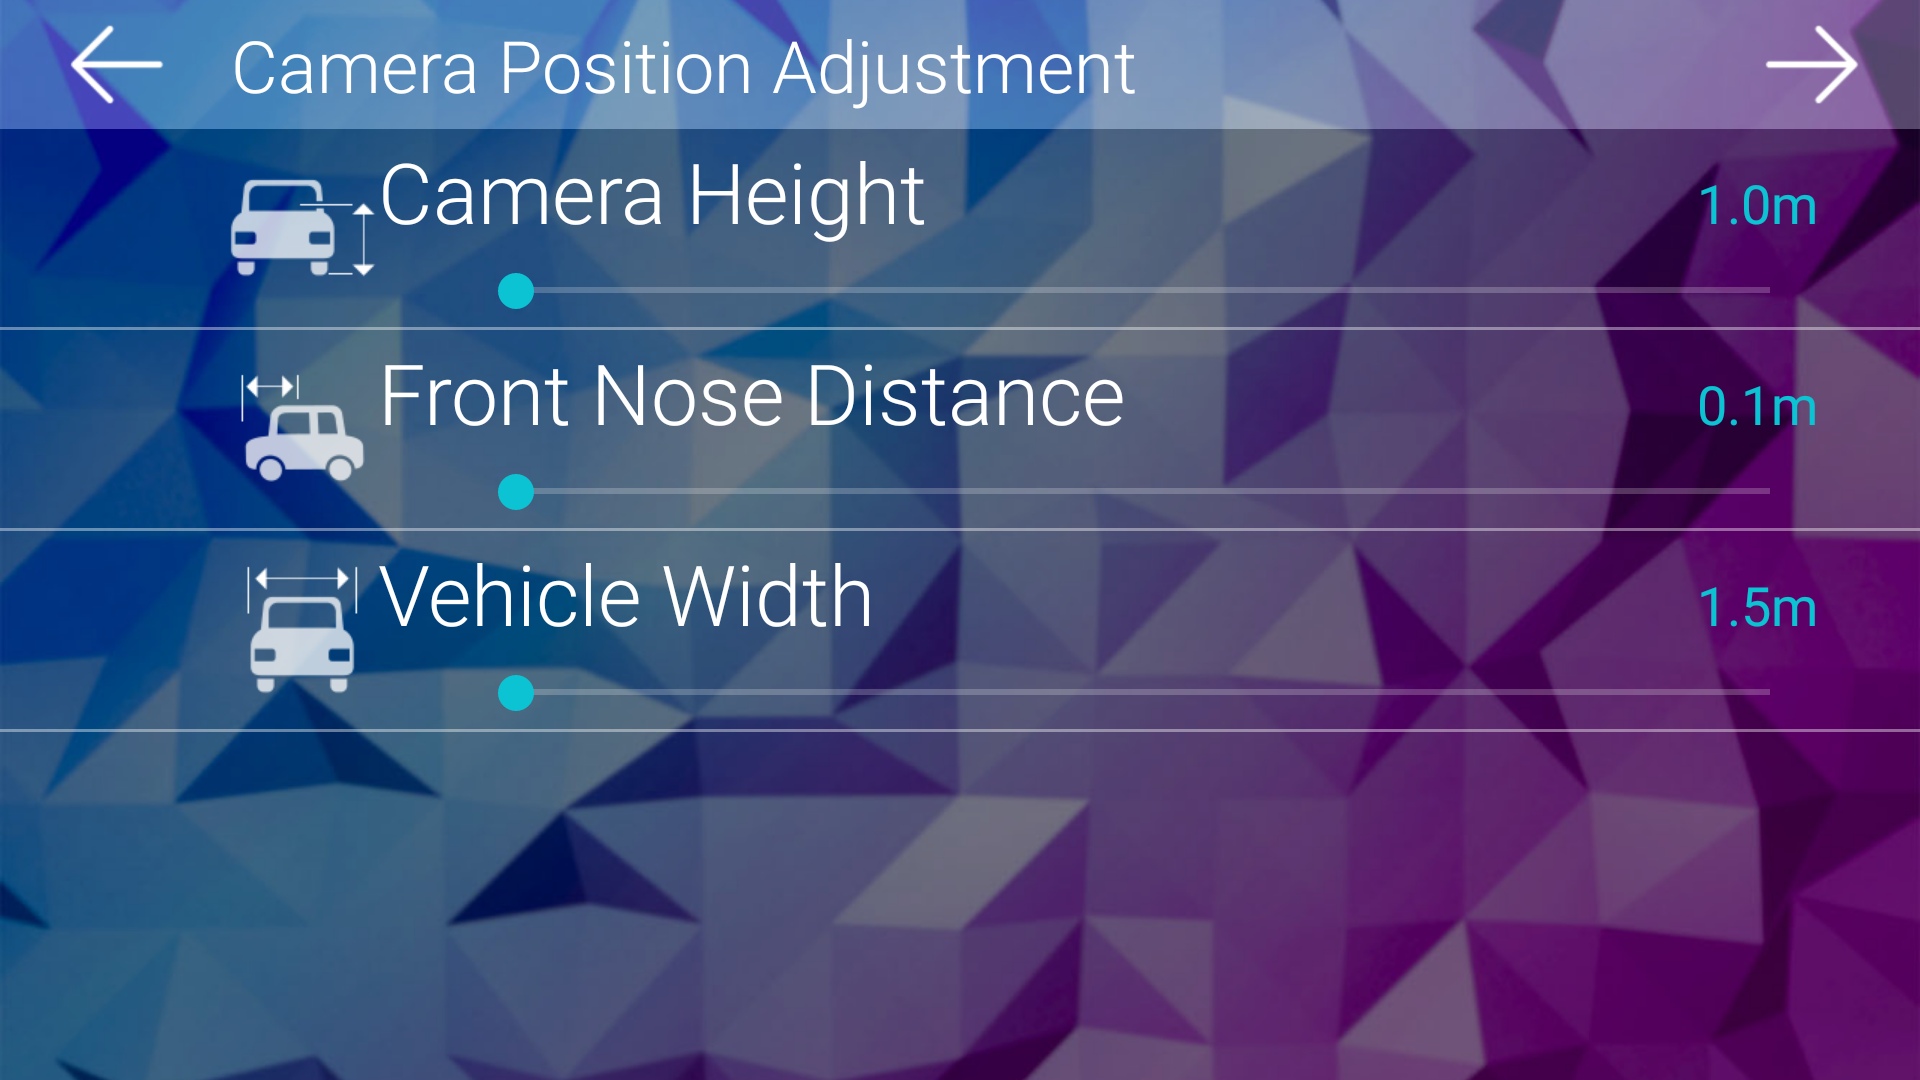 Camera Position Adjustment
Camera Height
1.0m
Front Nose Distance
0.1m
Vehicle Width
1.5m